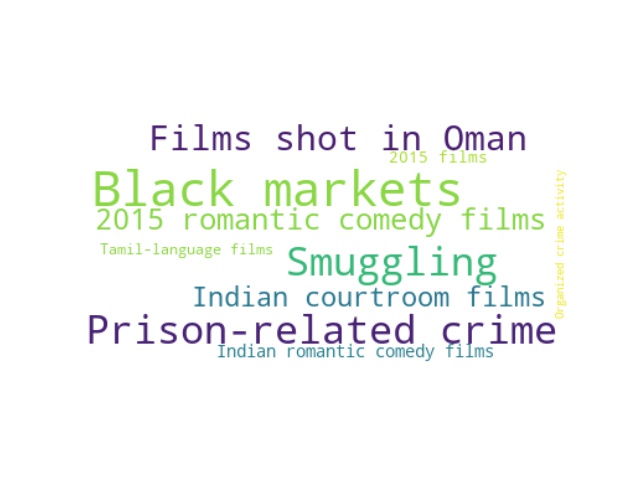 Films shot in Oman
2015 films
Black markets
2015 romantic comedy films
Tamil-language films
Smuggling
Indian courtroom films
Prison-related crime
Indian romantic comedy films
Organized crime activity